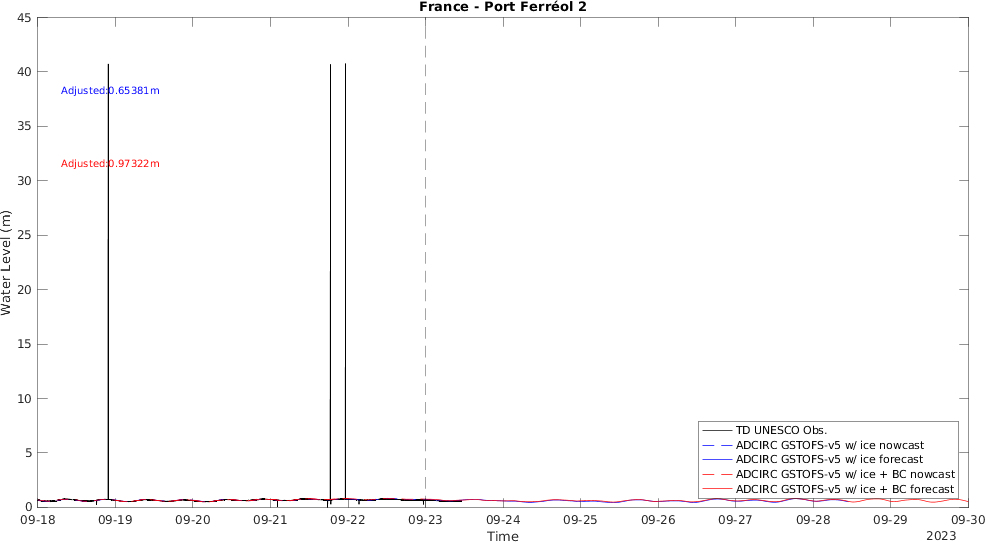 France - Port Ferréol 2
45
40
35
30
25
20
15
10
5
0
Water Level (m)
Adjusted:0.65381m
Adjusted:0.97322m
TD UNESCO Obs.
ADCIRC GSTOFS-v5 w/ ice nowcast
ADCIRC GSTOFS-v5 w/ ice forecast
ADCIRC GSTOFS-v5 w/ ice + BC nowcast
ADCIRC GSTOFS-v5 w/ ice + BC forecast
09-18 09-19 09-20 09-21 09-22 09-23 09-24 09-25 09-26 09-27 09-28 09-29 09-30
Time
2023